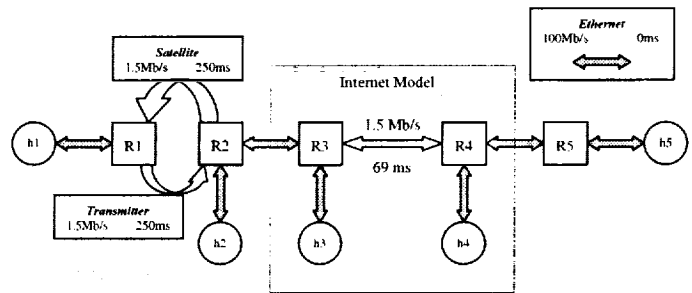 Satellite
1.5Mb/s 250ms
Ethernet
100Mb/s 0ms
Internet Model
1.5 Mb/s
h1
R1
R2
R3
R4
R5
h5
69 ms
Transmitter
1.5Mb/s 250ms
h2
h3
h4